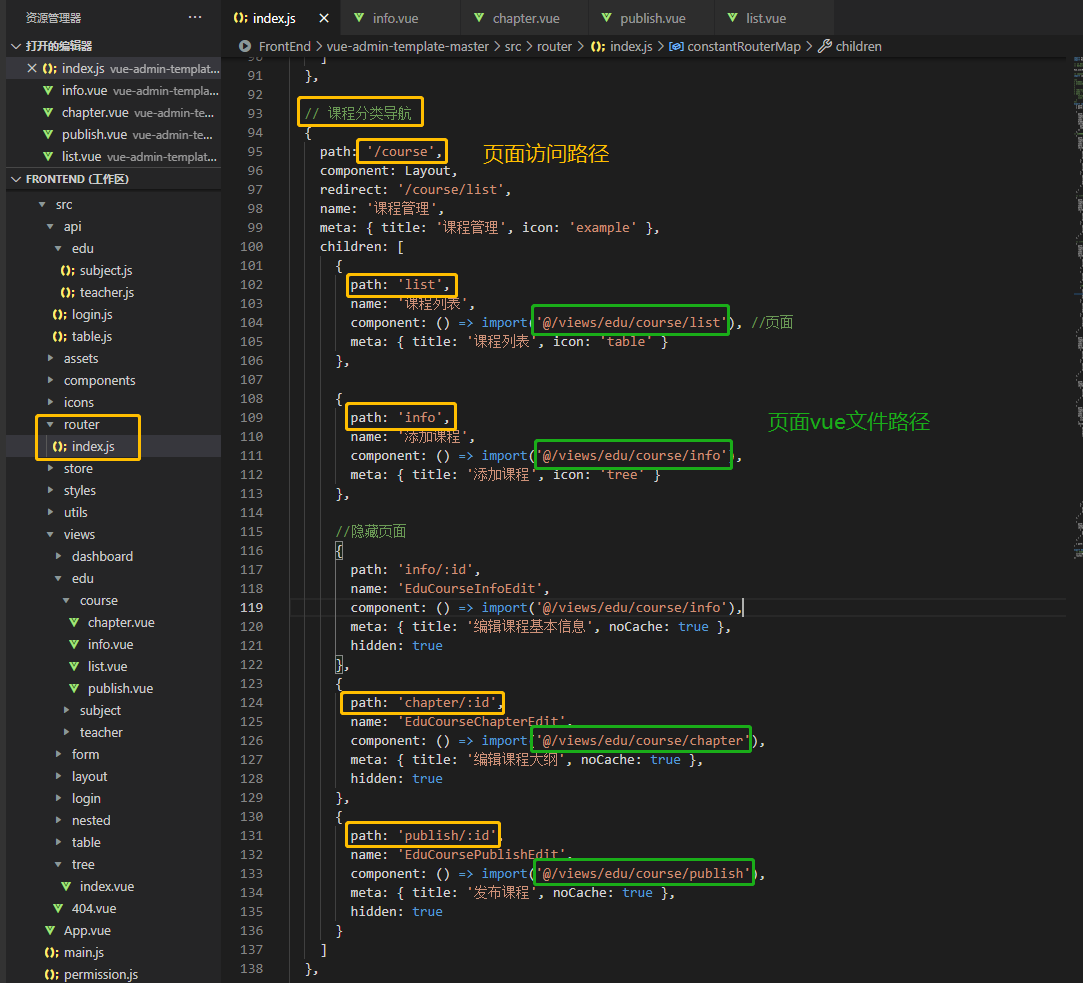 资源管理器
···
打开的编辑器
index.js vue-admin-templat...
info.vue vue-admin-templa...
chapter.vue vue-admin-te...
publish.vue vue-admin-te...
list.vue vue-admin-templat...
FRONTEND (工作区)
src
api
edu
subject.js
teacher.js
login.js
table.js
assets
components
icons
router
index.js
store
styles
utils
views
dashboard
edu
course
chapter.vue
info.vue
list.vue
publish.vue
subject
teacher
form
layout
login
nested
table
tree
index.vue
404.vue
App.vue
main.js
permission.js
index.js
info.vue
chapter.vue
publish.vue
list.vue
FrontEnd > vue-admin-template-master > src > router > index.js > constantRouterMap > children
90 ]
91 },
92
93 // 课程分类导航
94 {
95 path: '/course',
页面访问路径
96 component: Layout,
97 redirect: '/course/list',
98 name: '课程管理',
99 meta: { title: '课程管理', icon: 'example' },
100 children: [
101 {
102 path: 'list',
103 name: '课程列表',
104 component: () => import('@/views/edu/course/list'), //页面
105 meta: { title: '课程列表', icon: 'table' }
106 },
107
108 {
109 path: 'info',
页面vue文件路径
110 name: '添加课程',
111 component: () => import('@/views/edu/course/info'),
112 meta: { title: '添加课程', icon: 'tree' }
113 },
114
115 //隐藏页面
116 {
117 path: 'info/:id',
118 name: 'EduCourseInfoEdit',
119 component: () => import('@/views/edu/course/info'),
120 meta: { title: '编辑课程基本信息', noCache: true },
121 hidden: true
122 },
123 {
124 path: 'chapter/:id',
125 name: 'EduCourseChapterEdit',
126 component: () => import('@/views/edu/course/chapter'),
127 meta: { title: '编辑课程大纲', noCache: true },
128 hidden: true
129 },
130 {
131 path: 'publish/:id',
132 name: 'EduCoursePublishEdit',
133 component: () => import('@/views/edu/course/publish'),
134 meta: { title: '发布课程', noCache: true },
135 hidden: true
136 }
137 ]
138 },